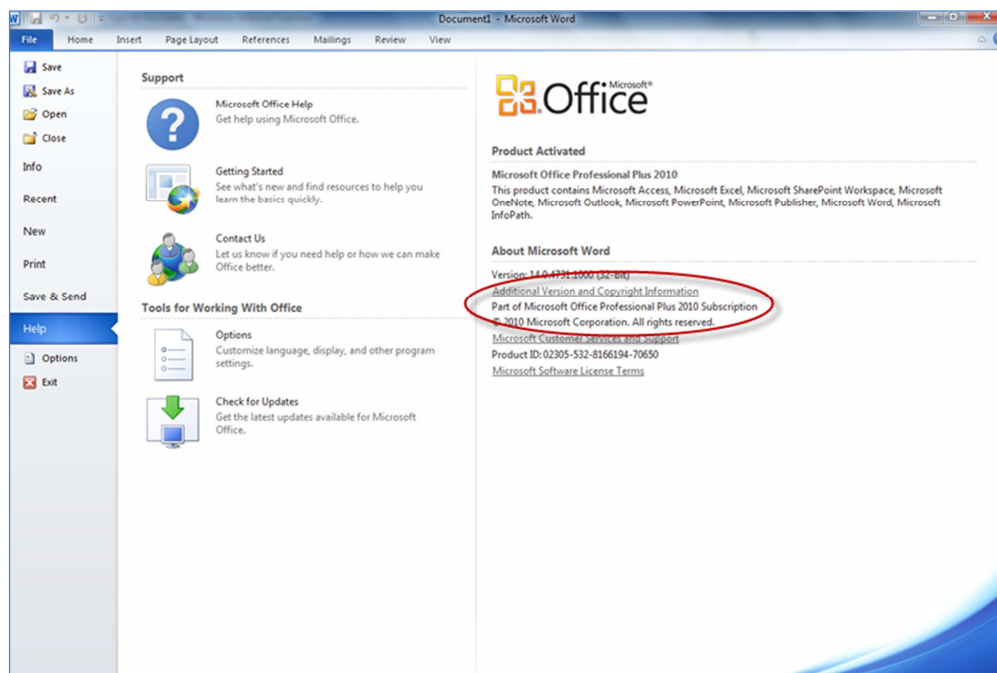 Document1 - Microsoft Word
File Home Insert Page Layout References Mailings Review View
Save
Save As
Open
Close
Info
Recent
New
Print
Save & Send
Help
Options
Exit
Support
Microsoft Office Help
Get help using Microsoft Office.
Getting Started
See what's new and find resources to help you
learn the basics quickly.
Contact Us
Let us know if you need help or how we can make
Office better.
Tools for Working With Office
Options
Customize language, display, and other program
settings.
Check for Updates
Get the latest updates available for Microsoft
Office.
Microsoft®
Office
Product Activated
Microsoft Office Professional Plus 2010
This product contains Microsoft Access, Microsoft Excel, Microsoft SharePoint Workspace, Microsoft
OneNote, Microsoft Outlook, Microsoft PowerPoint, Microsoft Publisher, Microsoft Word, Microsoft
InfoPath.
About Microsoft Word
Version: 14.0.4731.1000 (32-bit)
Additional Version and Copyright Information
Part of Microsoft Office Professional Plus 2010 Subscription
© 2010 Microsoft Corporation. All rights reserved.
Microsoft Customer Services and Support
Product ID: 02305-532-8166194-70650
Microsoft Software License Terms